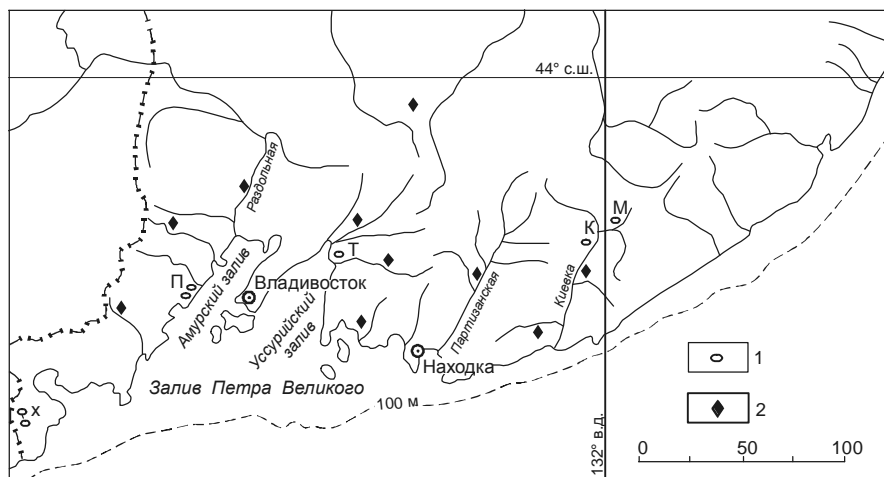 44° с.ш.
Раздольная
М
К
Т
П
Владивосток
Амурский залив
Уссурийский
залив
Партизанская
Киевка
Находка
Залив Петра Великого
100 м
х
132° в.д.
1
2
0 50 100